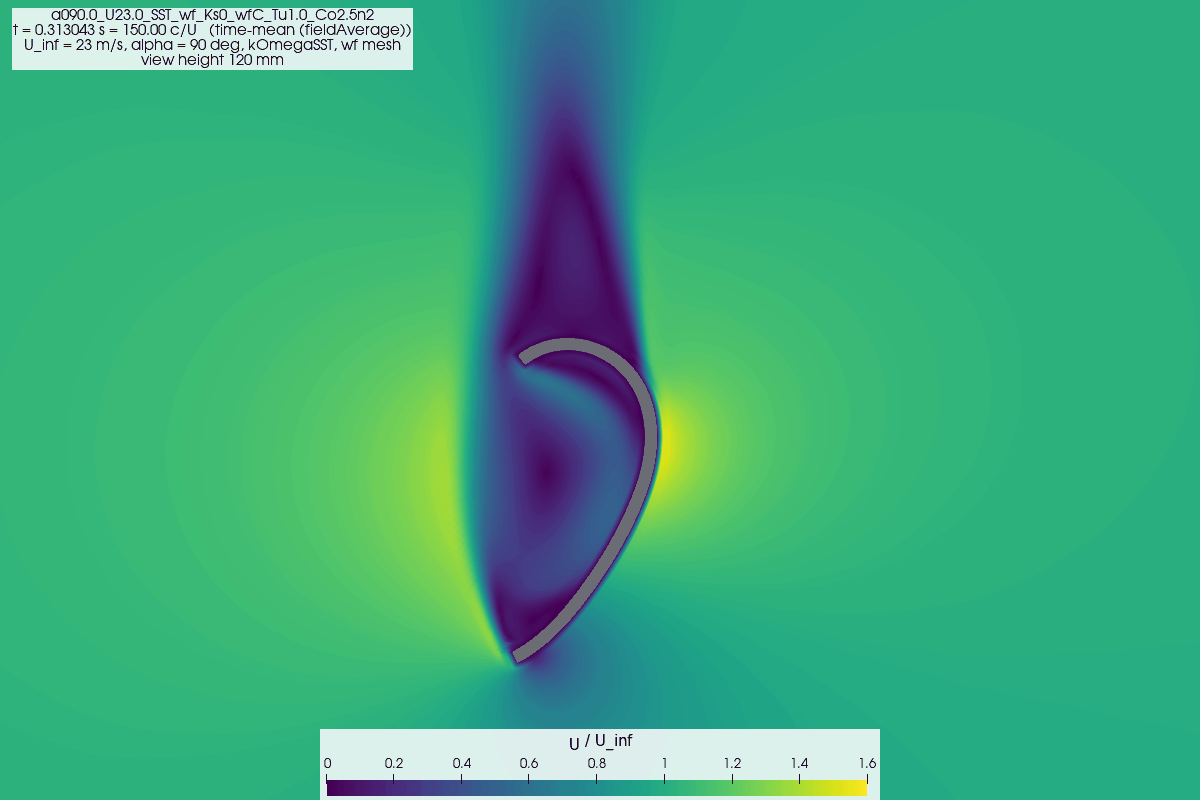 a090.0_U23.0_SST_wf_Ks0_wfC_Tu1.0_Co2.5n2
t = 0.313043 s = 150.00 c/U   (time-mean (fieldAverage))
U_inf = 23 m/s, alpha = 90 deg, kOmegaSST, wf mesh
view height 120 mm
U / U_inf
0 0.2 0.4 0.6 0.8 1 1.2 1.4 1.6